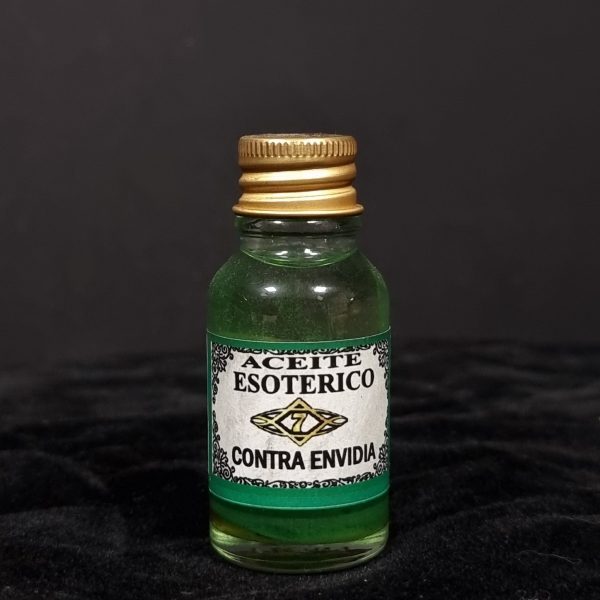 ACEITE
ESOTERICO
7
CONTRA ENVIDIA